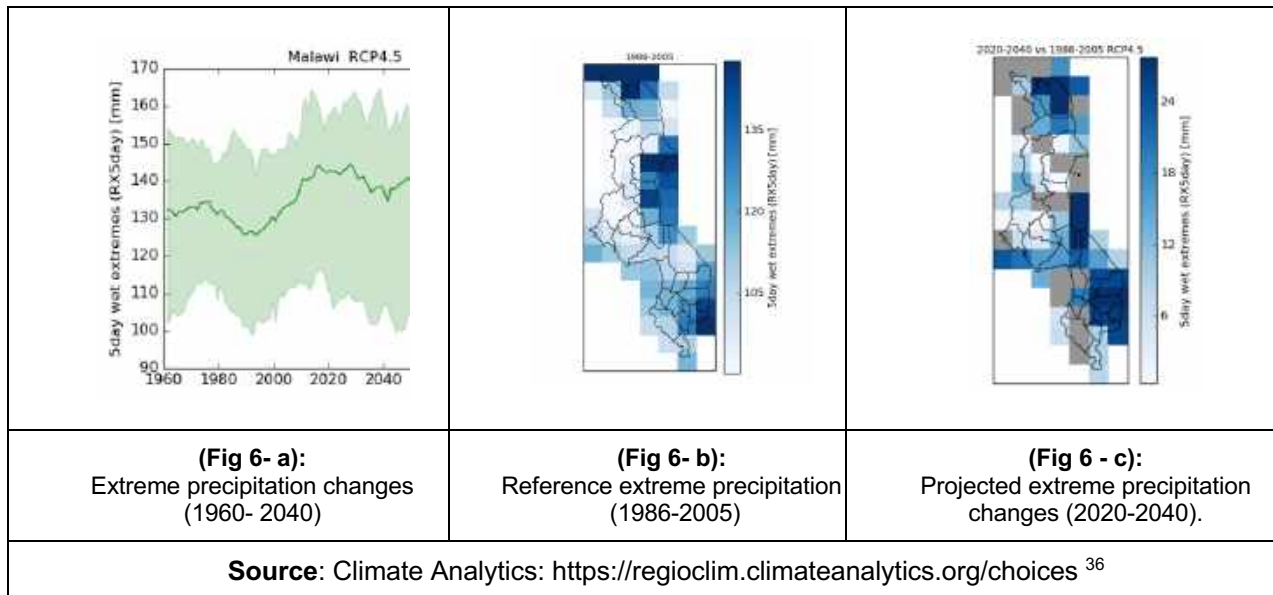 Malawi RCP4.5
170
160
150
140
130
120
110
100
90
5day wet extremes (RX5day) [mm]
1960 1980 2000 2020 2040
1986-2005
135
120
105
5day wet extremes (RX5day) [mm]
2020-2040 vs 1986-2005 RCP4.5
24
18
12
6
5day wet extremes (RX5day) [mm]
(Fig 6- a):
Extreme precipitation changes
(1960- 2040)
(Fig 6- b):
Reference extreme precipitation
(1986-2005)
(Fig 6 - c):
Projected extreme precipitation
changes (2020-2040).
Source: Climate Analytics: https://regioclim.climateanalytics.org/choices 36